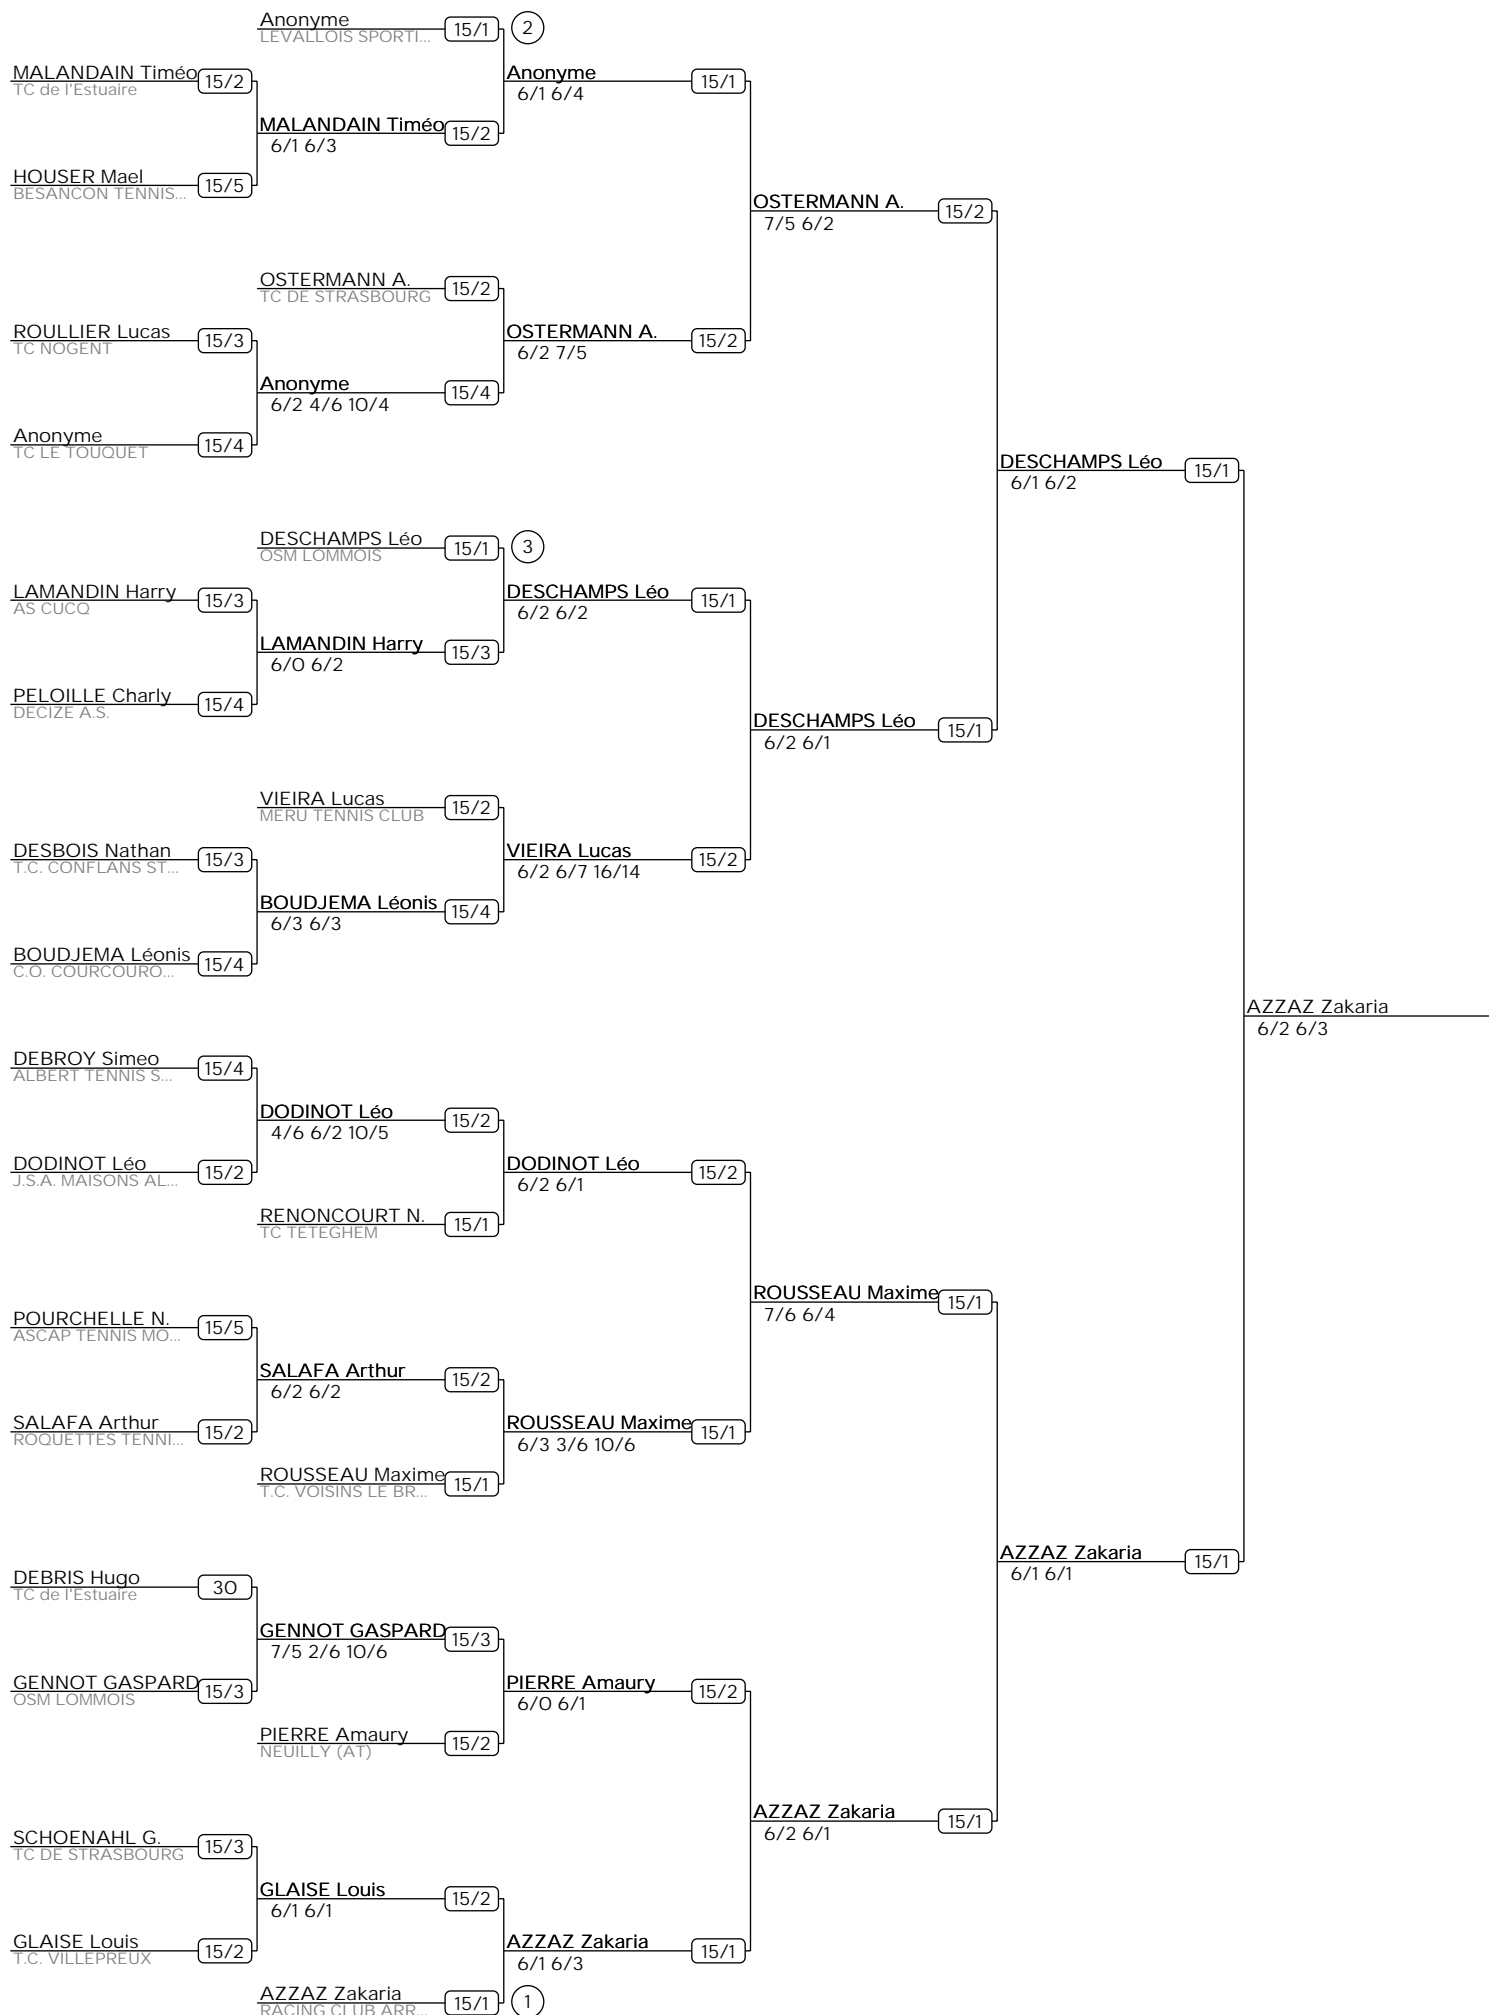 Anonyme
LEVALLOIS SPORTI...
15/1
2
MALANDAIN Timéo
TC de l'Estuaire
15/2
Anonyme
6/1 6/4
15/1
MALANDAIN Timéo
6/1 6/3
15/2
HOUSER Mael
BESANCON TENNIS...
15/5
OSTERMANN A.
7/5 6/2
15/2
OSTERMANN A.
TC DE STRASBOURG
15/2
ROULLIER Lucas
TC NOGENT
15/3
OSTERMANN A.
6/2 7/5
15/2
Anonyme
6/2 4/6 10/4
15/4
Anonyme
TC LE TOUQUET
15/4
DESCHAMPS Léo
6/1 6/2
15/1
DESCHAMPS Léo
OSM LOMMOIS
15/1
3
LAMANDIN Harry
AS CUCQ
15/3
DESCHAMPS Léo
6/2 6/2
15/1
LAMANDIN Harry
6/0 6/2
15/3
PELOILLE Charly
DECIZE A.S.
15/4
DESCHAMPS Léo
6/2 6/1
15/1
VIEIRA Lucas
MERU TENNIS CLUB
15/2
DESBOIS Nathan
T.C. CONFLANS ST...
15/3
VIEIRA Lucas
6/2 6/7 16/14
15/2
BOUDJEMA Léonis
6/3 6/3
15/4
BOUDJEMA Léonis
C.O. COURCOURO...
15/4
AZZAZ Zakaria
6/2 6/3
DEBROY Simeo
ALBERT TENNIS S...
15/4
DODINOT Léo
4/6 6/2 10/5
15/2
DODINOT Léo
J.S.A. MAISONS AL...
15/2
DODINOT Léo
6/2 6/1
15/2
RENONCOURT N.
TC TETEGHEM
15/1
ROUSSEAU Maxime
7/6 6/4
15/1
POURCHELLE N.
ASCAP TENNIS MO...
15/5
SALAFA Arthur
6/2 6/2
15/2
SALAFA Arthur
ROQUETTES TENNI...
15/2
ROUSSEAU Maxime
6/3 3/6 10/6
15/1
ROUSSEAU Maxime
T.C. VOISINS LE BR...
15/1
AZZAZ Zakaria
6/1 6/1
15/1
DEBRIS Hugo
TC de l'Estuaire
30
GENNOT GASPARD
7/5 2/6 10/6
15/3
GENNOT GASPARD
OSM LOMMOIS
15/3
PIERRE Amaury
6/0 6/1
15/2
PIERRE Amaury
NEUILLY (AT)
15/2
AZZAZ Zakaria
6/2 6/1
15/1
SCHOENAHL G.
TC DE STRASBOURG
15/3
GLAISE Louis
6/1 6/1
15/2
GLAISE Louis
T.C. VILLEPREUX
15/2
AZZAZ Zakaria
6/1 6/3
15/1
AZZAZ Zakaria
RACING CLUB ARR...
15/1
1